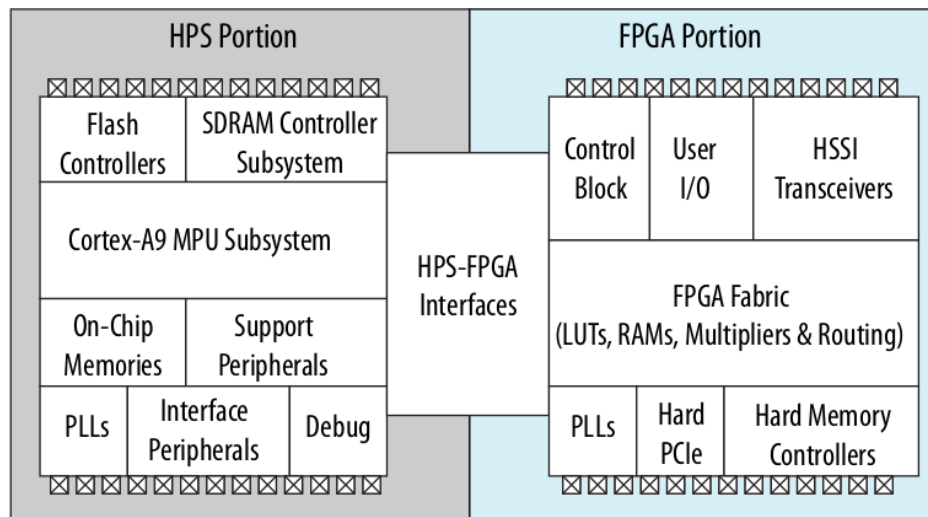 HPS Portion
FPGA Portion
Flash
Controllers
SDRAM Controller
Subsystem
Cortex-A9 MPU Subsystem
On-Chip
Memories
Support
Peripherals
PLLs
Interface
Peripherals
Debug
HPS-FPGA
Interfaces
Control
Block
User
I/O
HSSI
Transceivers
FPGA Fabric
(LUTs, RAMs, Multipliers & Routing)
PLLs
Hard
PCIe
Hard Memory
Controllers